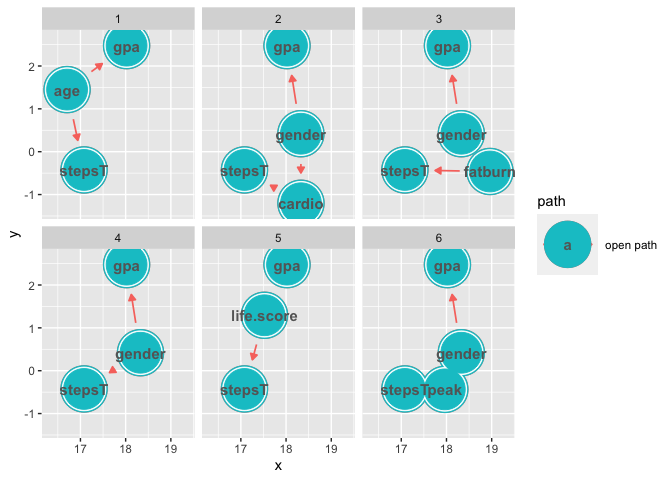 1 2 3
gpa gpa gpa
age
gender gender
stepsT stepsT stepsT fatburn
cardio
2
1
0
-1
y
path
a open path
4 5 6
gpa gpa gpa
life.score
gender gender
stepsT stepsT stepsT peak
2
1
0
-1
17 18 19 17 18 19 17 18 19
x